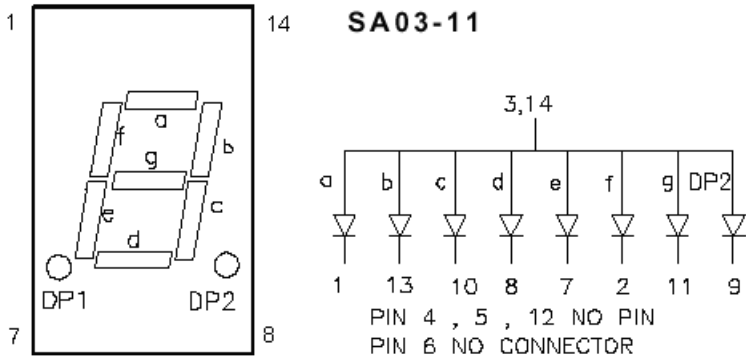 1
14
SA03-11
3,14
a
f
b
g
e
c
d
DP1
DP2
7
8
a b c d e f g DP2
1 13 10 8 7 2 11 9
PIN 4 , 5 , 12 NO PIN
PIN 6 NO CONNECTOR